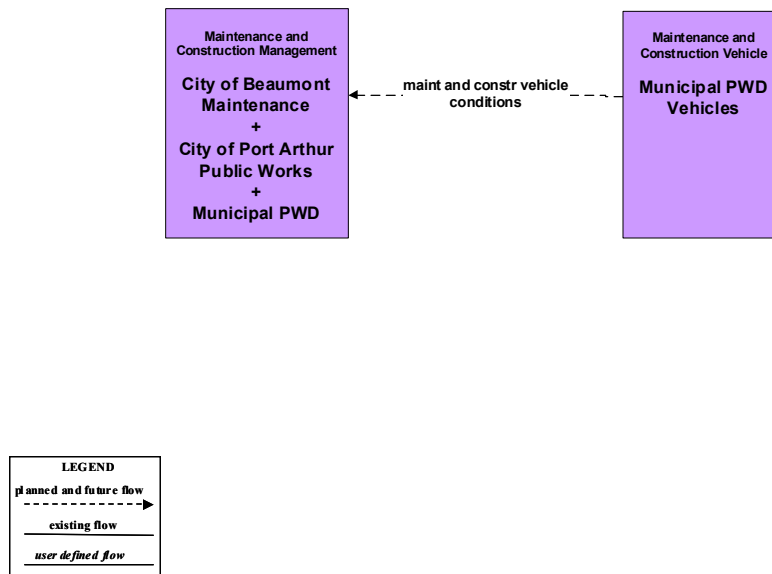 Maintenance and
Construction Management
City of Beaumont
Maintenance
+
City of Port Arthur
Public Works
+
Municipal PWD
maint and constr vehicle
conditions
Maintenance and
Construction Vehicle
Municipal PWD
Vehicles
LEGEND
planned and future flow
existing flow
user defined flow